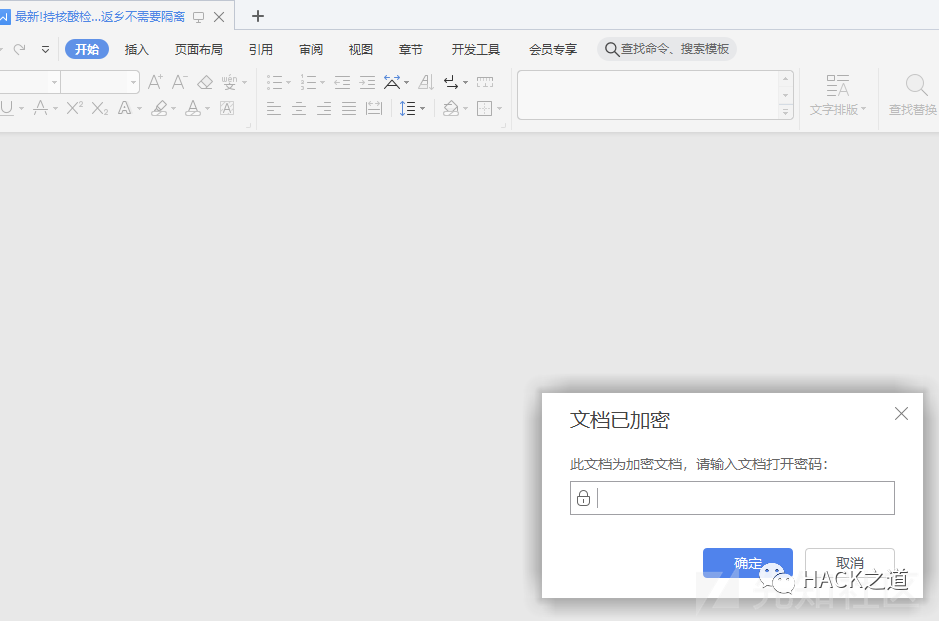 最新!持核酸检...返乡不需要隔离
开始 插入 页面布局 引用 审阅 视图 章节 开发工具 会员专享 查找命令、搜索模板
文字排版 查找替换
文档已加密
此文档为加密文档，请输入文档打开密码：
确定 取消
HACK之道
先知社区